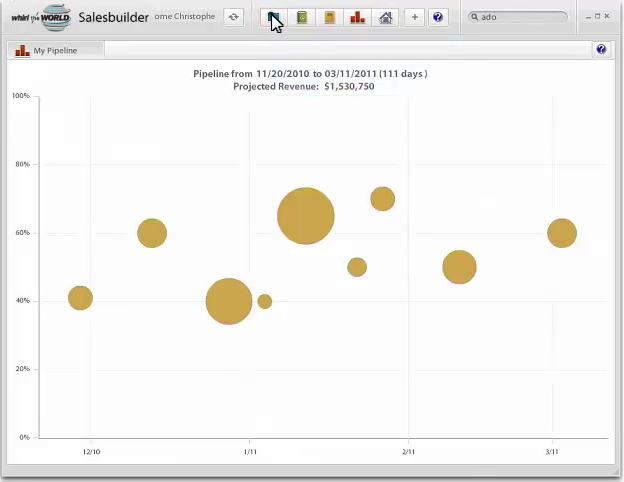 whirl the WORLD Salesbuilder ome Christophe ado
My Pipeline
Pipeline from 11/20/2010 to 03/11/2011 (111 days )
Projected Revenue: $1,530,750
100%
80%
60%
40%
20%
0%
12/10 1/11 2/11 3/11